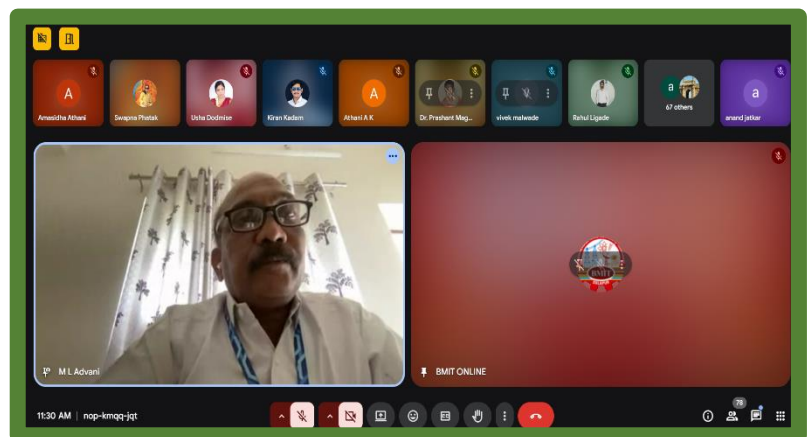 A
Amasidha Athani
Swapna Phatak
Usha Dodmise
Kiran Kadam
A
Athani A K
Dr. Prashant Mag...
vivek malwade
Rahul Ligade
a
67 others
a
anand jatkar
M L Advani
BMIT
BMIT ONLINE
78
11:30 AM | nop-kmqq-jqt